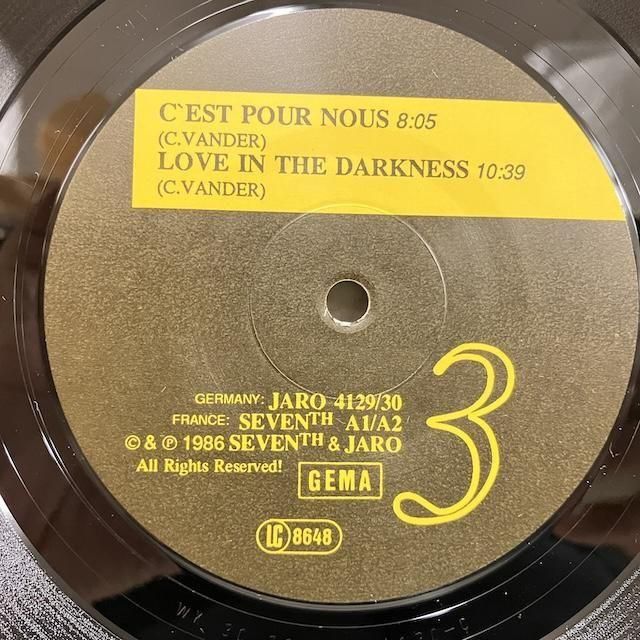 C`EST POUR NOUS 8:05
(C.VANDER)
LOVE IN THE DARKNESS 10:39
(C.VANDER)
GERMANY: JARO 4129/30
FRANCE: SEVENTH A1/A2
© & ℗ 1986 SEVENTH & JARO
All Rights Reserved!
GEMA
3
LC 8648